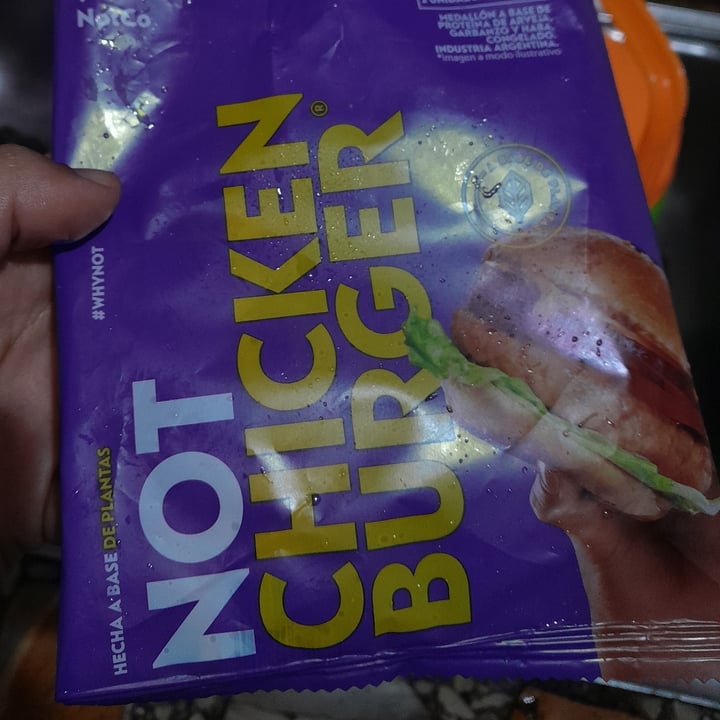 NotCo
MEDALLÓN A BASE DE
PROTEÍNA DE ARVEJA,
GARBANZO Y HABA,
CONGELADO.
INDUSTRIA ARGENTINA.
*Imagen a modo ilustrativo
#WHYNOT
HECHA A BASE DE PLANTAS
NOT
CHICKEN
BURGER®